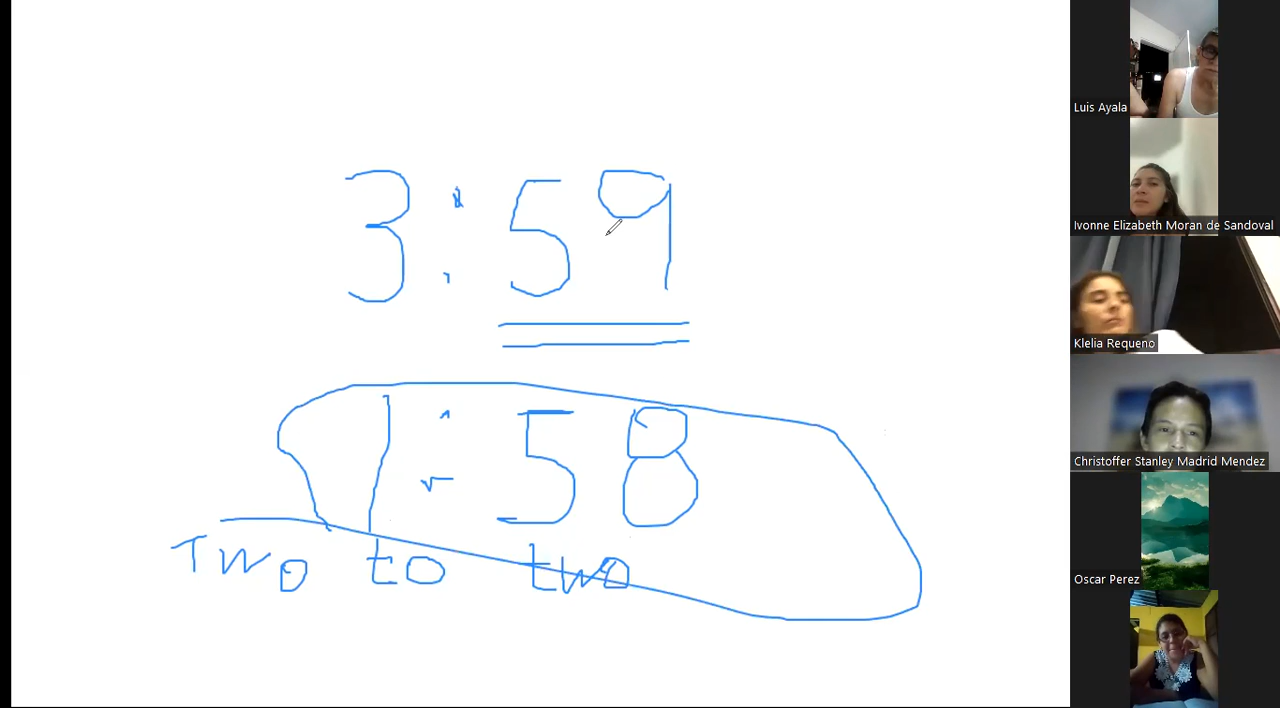 3:59
1:58
Two to two
Luis Ayala
Ivonne Elizabeth Moran de Sandoval
Klelia Requeno
Christoffer Stanley Madrid Mendez
Oscar Perez